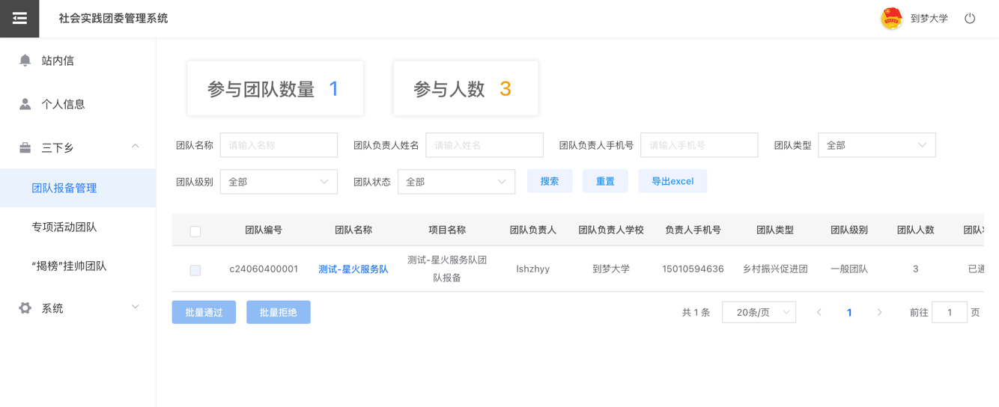 社会实践团委管理系统
到梦大学
站内信
个人信息
三下乡
团队报备管理
专项活动团队
“揭榜”挂帅团队
系统
参与团队数量 1
参与人数 3
团队名称 请输入名称 团队负责人姓名 请输入姓名 团队负责人手机号 请输入手机号 团队类型 全部
团队级别 全部 团队状态 全部 搜索 重置 导出excel
团队编号 团队名称 项目名称 团队负责人 团队负责人学校 负责人手机号 团队类型 团队级别 团队人数 团队
c24060400001 测试-星火服务队 测试-星火服务队团 lshzhyy 到梦大学 15010594636 乡村振兴促进团 一般团队 3 已通
队报备
批量通过 批量拒绝 共 1 条 20条/页 1 前往 1 页